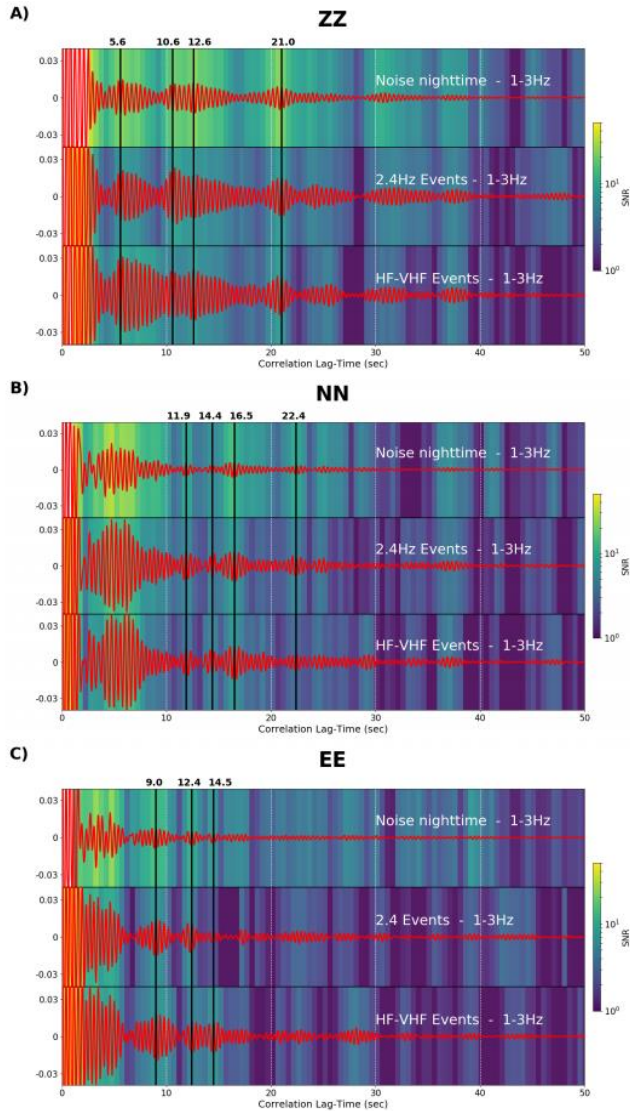 A)
ZZ
5.6 10.6 12.6 21.0
0.03
0
-0.03
Noise nighttime - 1-3Hz
0.03
0
-0.03
2.4Hz Events - 1-3Hz
0.03
0
-0.03
HF-VHF Events - 1-3Hz
10¹
SNR
10⁰
0 10 20 30 40 50
Correlation Lag-Time (sec)
B)
NN
11.9 14.4 16.5 22.4
0.03
0
-0.03
Noise nighttime - 1-3Hz
0.03
0
-0.03
2.4Hz Events - 1-3Hz
0.03
0
-0.03
HF-VHF Events - 1-3Hz
10¹
SNR
10⁰
0 10 20 30 40 50
Correlation Lag-Time (sec)
C)
EE
9.0 12.4 14.5
0.03
0
-0.03
Noise nighttime - 1-3Hz
0.03
0
-0.03
2.4 Events - 1-3Hz
0.03
0
-0.03
HF-VHF Events - 1-3Hz
10¹
SNR
10⁰
0 10 20 30 40 50
Correlation Lag-Time (sec)